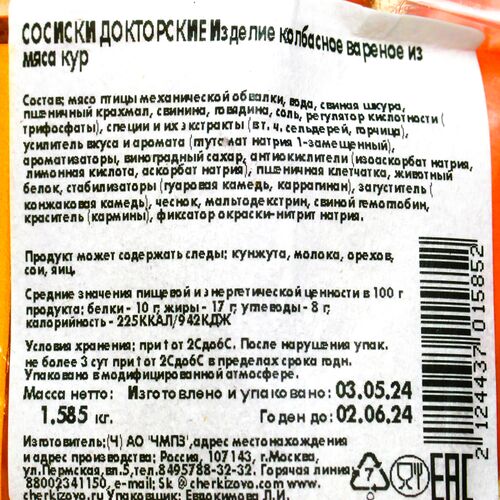 СОСИСКИ ДОКТОРСКИЕ Изделие колбасное вареное из
мяса кур
Состав: мясо птицы механической обвалки, вода, свиная шкура,
пшеничный крахмал, свинина, говядина, соль, регулятор кислотности (
трифосфаты), специи и их экстракты (в т. ч. сельдерей, горчица),
усилитель вкуса и аромата (глутамат натрия 1-замещенный),
ароматизаторы, виноградный сахар, антиокислители (изоаскорбат натрия,
лимонная кислота, аскорбат натрия), пшеничная клетчатка, животный
белок, стабилизаторы (гуаровая камедь, каррагинан), загуститель (
конжаковая камедь), чеснок, мальтодекстрин, свиной гемоглобин,
краситель (кармины), фиксатор окраски-нитрит натрия.
Продукт может содержать следы: кунжута, молока, орехов,
сои, яиц.
Средние значения пищевой и энергетической ценности в 100 г
продукта: белки - 10 г; жиры - 17 г; углеводы - 8 г;
калорийность - 225ККАЛ/942КДЖ
Условия хранения: при t от 2Сдо6С. После нарушения упак.
не более 3 сут при t от 2Сдо6С в пределах срока годн.
Упаковано в модифицированной атмосфере.
Масса нетто: Изготовлено и упаковано: 03.05.24
1.585 кг. Годен до: 02.06.24
Изготовитель:(Ч) АО "ЧМПЗ",адрес местонахождения
и адрес производства: Россия, 107143, г.Москва,
ул.Пермская, вл.5,тел.8495788-32-32. Горячая линия
88002341150, e-mail: Sk @cherkizovo.com
cherkizovo.ru Упаковщик: Евдокимова Л.И.
2 124437 015852
EAC